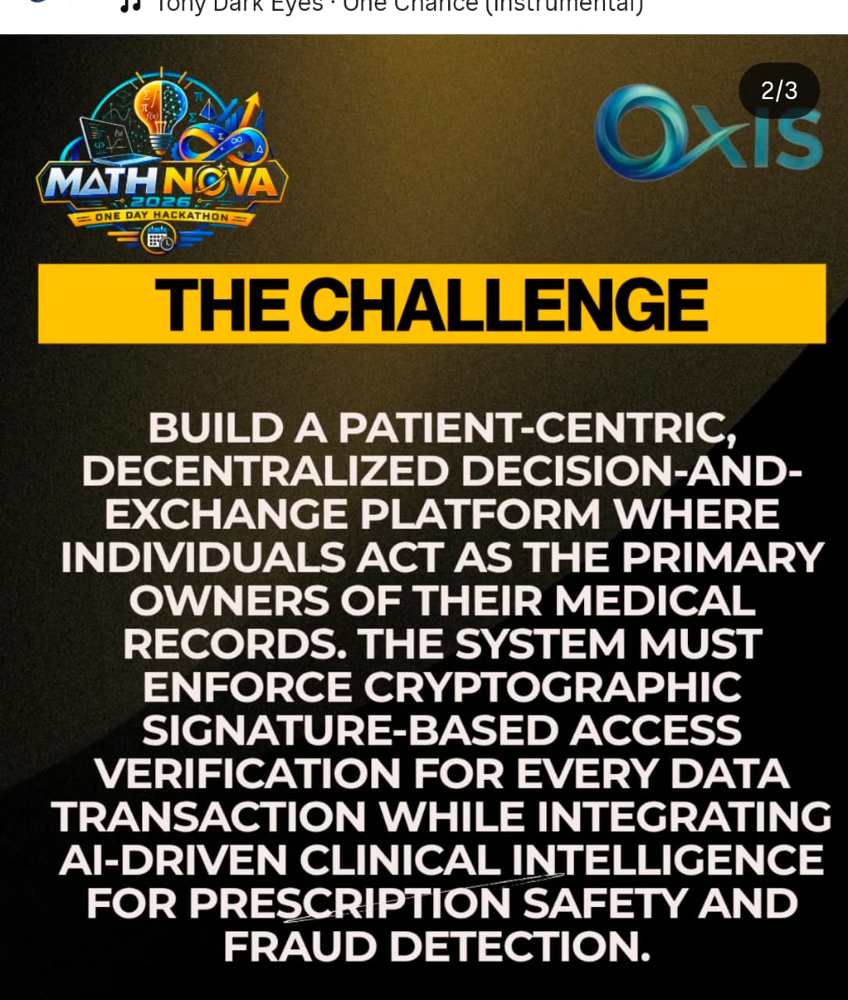 Tony Dark Eyes · One Chance (Instrumental)
2/3
OXIS
MATH NOVA
2026
ONE DAY HACKATHON
THE CHALLENGE
BUILD A PATIENT-CENTRIC,
DECENTRALIZED DECISION-AND-
EXCHANGE PLATFORM WHERE
INDIVIDUALS ACT AS THE PRIMARY
OWNERS OF THEIR MEDICAL
RECORDS. THE SYSTEM MUST
ENFORCE CRYPTOGRAPHIC
SIGNATURE-BASED ACCESS
VERIFICATION FOR EVERY DATA
TRANSACTION WHILE INTEGRATING
AI-DRIVEN CLINICAL INTELLIGENCE
FOR PRESCRIPTION SAFETY AND
FRAUD DETECTION.